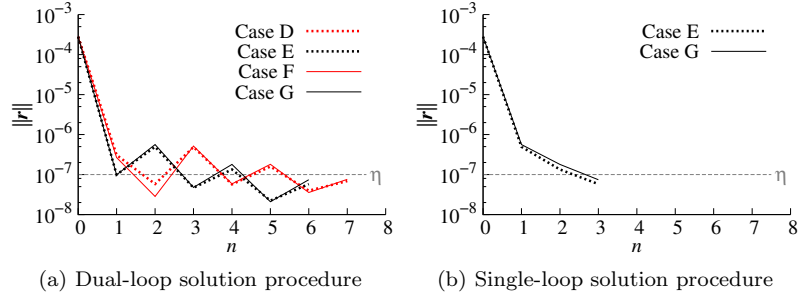 10⁻³
10⁻⁴
10⁻⁵
10⁻⁶
10⁻⁷
10⁻⁸
||r||
Case D
Case E
Case F
Case G
η
0 1 2 3 4 5 6 7 8
n
(a) Dual-loop solution procedure
10⁻³
10⁻⁴
10⁻⁵
10⁻⁶
10⁻⁷
10⁻⁸
||r||
Case E
Case G
η
0 1 2 3 4 5 6 7 8
n
(b) Single-loop solution procedure